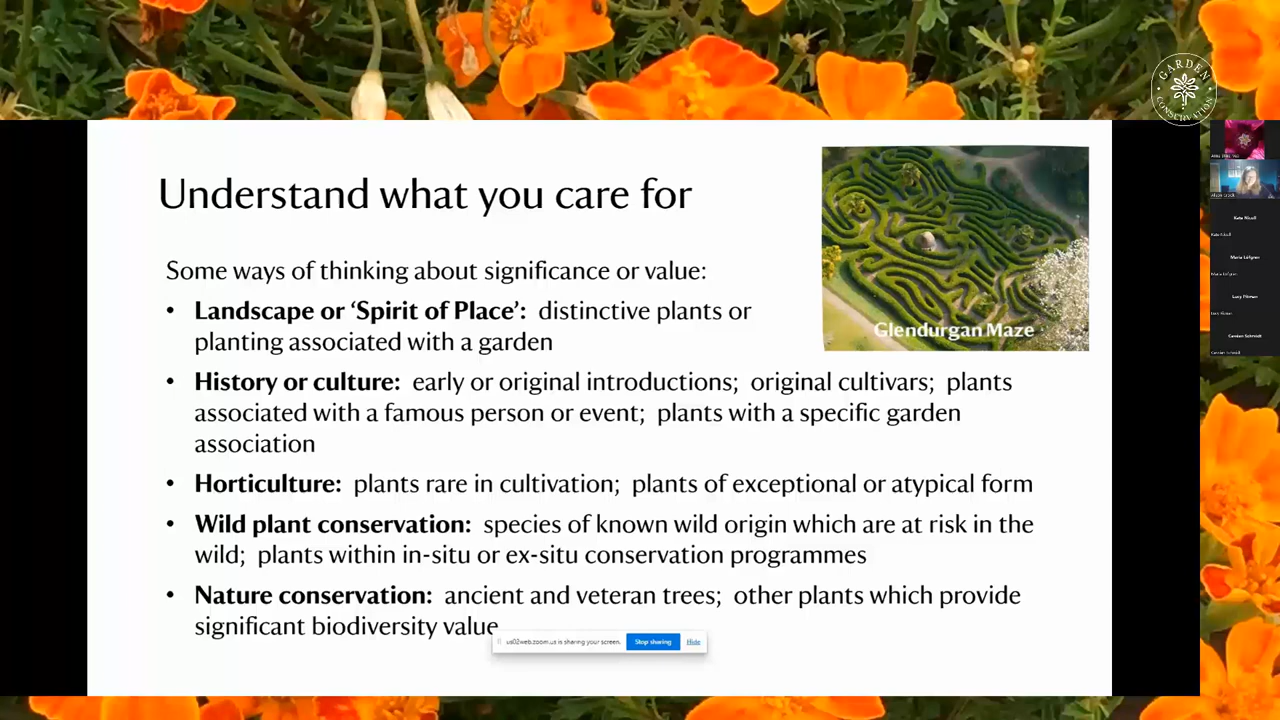 GARDEN
CONSERVATION
Understand what you care for
Glendurgan Maze
Some ways of thinking about significance or value:
• Landscape or ‘Spirit of Place’: distinctive plants or
planting associated with a garden
• History or culture: early or original introductions; original cultivars; plants
associated with a famous person or event; plants with a specific garden
association
• Horticulture: plants rare in cultivation; plants of exceptional or atypical form
• Wild plant conservation: species of known wild origin which are at risk in the
wild; plants within in-situ or ex-situ conservation programmes
• Nature conservation: ancient and veteran trees; other plants which provide
significant biodiversity value
us02web.zoom.us is sharing your screen. Stop sharing Hide
Maria Löfgren
Carsten Schmidt